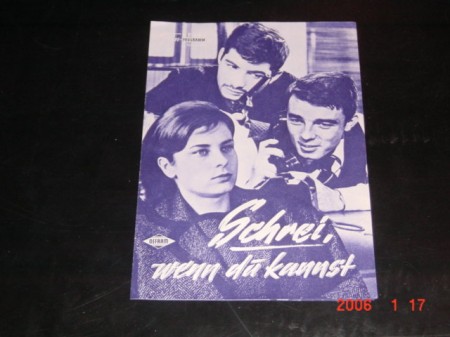 Schrei,
wenn du kannst
2006 1 17